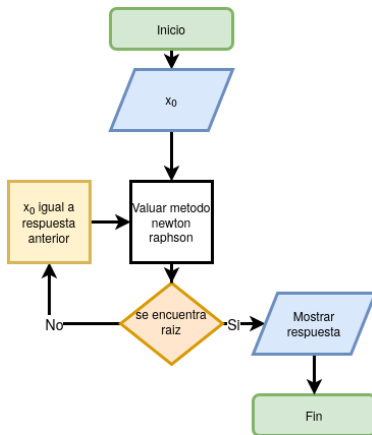 Inicio
x₀
x₀ igual a
respuesta
anterior
Valuar metodo
newton
raphson
se encuentra
raiz
No
Si
Mostrar
respuesta
Fin